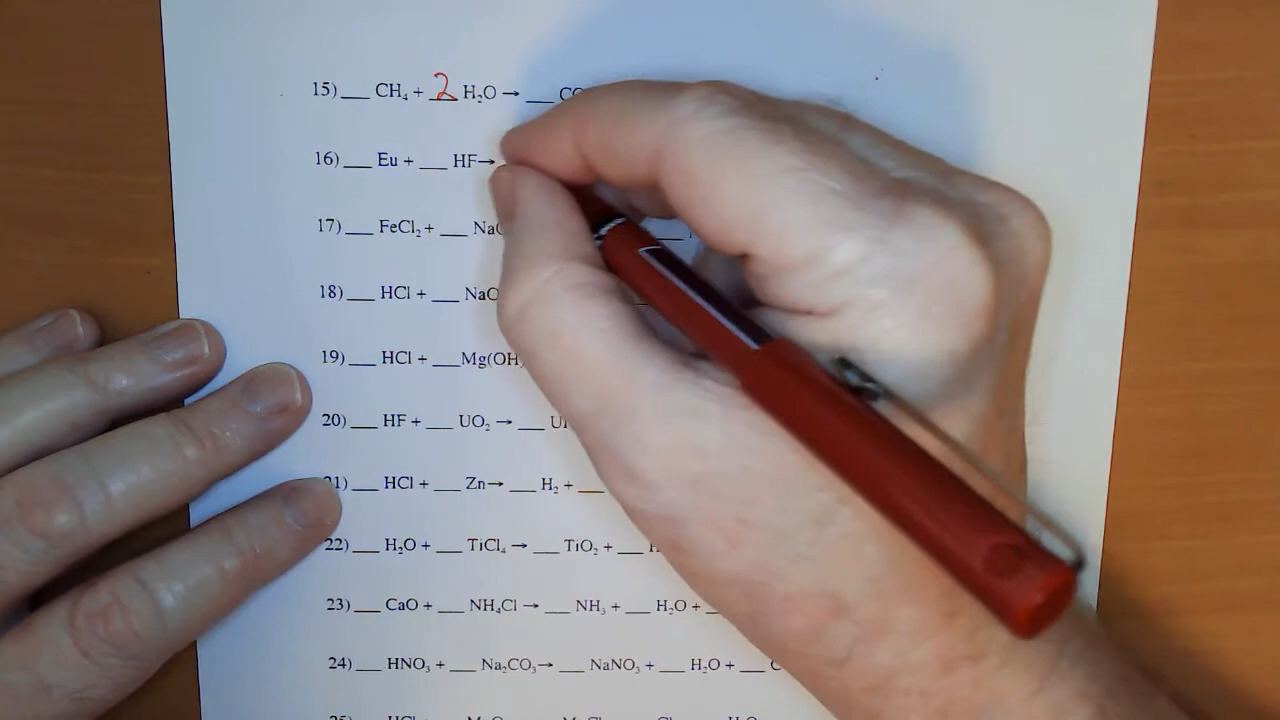 15) ___ CH₄ + 2 H₂O → ___
16) ___ Eu + ___ HF→
17) ___ FeCl₂ + ___
18) ___ HCl + ___
19) ___ HCl + ___Mg(OH)
20) ___ HF + ___ UO₂ → ___
21) ___ HCl + ___ Zn→ ___ H₂ + ___
22) ___ H₂O + ___ TiCl₄ → ___ TiO₂ + ___
23) ___ CaO + ___ NH₄Cl → ___ NH₃ + ___ H₂O + ___
24) ___ HNO₃ + ___ Na₂CO₃→ ___ NaNO₃ + ___ H₂O + ___